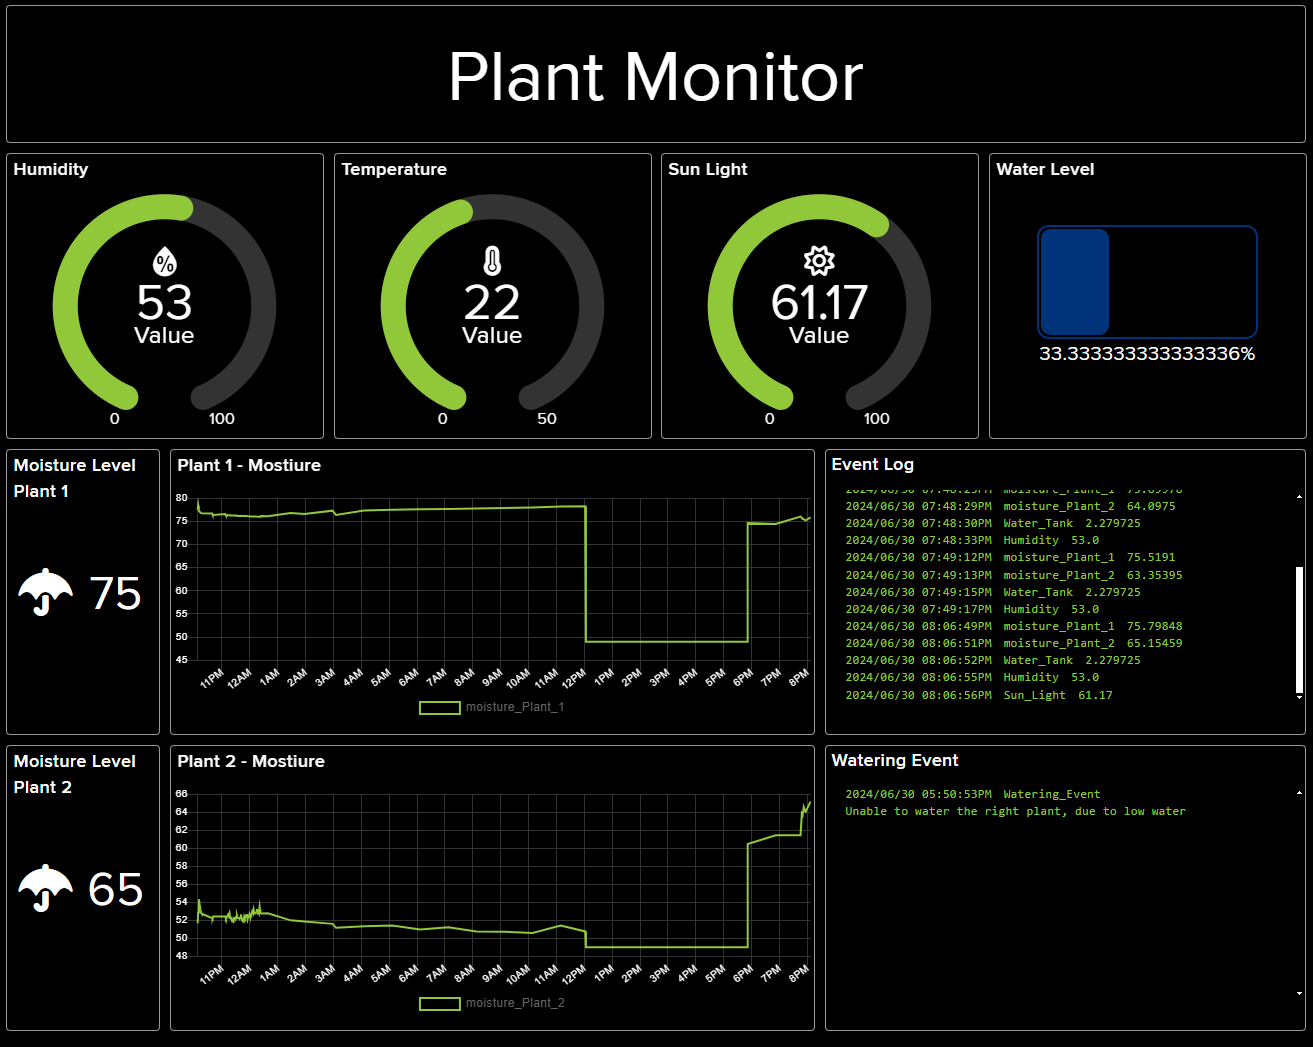 Plant Monitor
Humidity
%
53
Value
0 100
Temperature
22
Value
0 50
Sun Light
61.17
Value
0 100
Water Level
33.333333333333336%
Moisture Level
Plant 1
75
Plant 1 - Mostiure
80
75
70
65
60
55
50
45
11PM 12AM 1AM 2AM 3AM 4AM 5AM 6AM 7AM 8AM 9AM 10AM 11AM 12PM 1PM 2PM 3PM 4PM 5PM 6PM 7PM 8PM
moisture_Plant_1
Event Log
2024/06/30 07:48:29PM moisture_Plant_2 64.0975
2024/06/30 07:48:30PM Water_Tank 2.279725
2024/06/30 07:48:33PM Humidity 53.0
2024/06/30 07:49:12PM moisture_Plant_1 75.5191
2024/06/30 07:49:13PM moisture_Plant_2 63.35395
2024/06/30 07:49:15PM Water_Tank 2.279725
2024/06/30 07:49:17PM Humidity 53.0
2024/06/30 08:06:49PM moisture_Plant_1 75.79848
2024/06/30 08:06:51PM moisture_Plant_2 65.15459
2024/06/30 08:06:52PM Water_Tank 2.279725
2024/06/30 08:06:55PM Humidity 53.0
2024/06/30 08:06:56PM Sun_Light 61.17
Moisture Level
Plant 2
65
Plant 2 - Mostiure
66
64
62
60
58
56
54
52
50
48
11PM 12AM 1AM 2AM 3AM 4AM 5AM 6AM 7AM 8AM 9AM 10AM 11AM 12PM 1PM 2PM 3PM 4PM 5PM 6PM 7PM 8PM
moisture_Plant_2
Watering Event
2024/06/30 05:50:53PM Watering_Event
Unable to water the right plant, due to low water